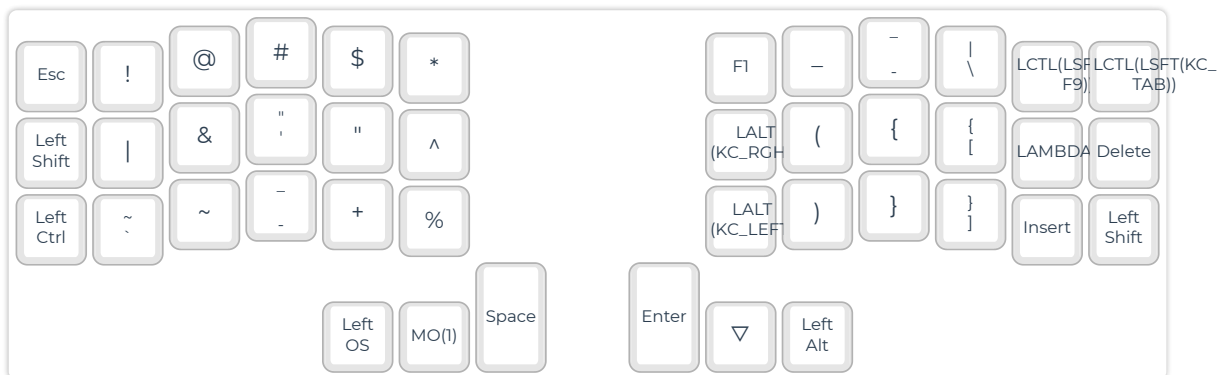 Esc ! @ # $ * F1 _ _ - | \ LCTL(LSF F9)) LCTL(LSFT(KC_ TAB))
Left Shift | & " ' " ^ LALT (KC_RGH ( { { [ LAMBDA Delete
Left Ctrl ~ ` ~ _ - + % LALT (KC_LEFT ) } } ] Insert Left Shift
Left OS MO(1) Space Enter ▽ Left Alt